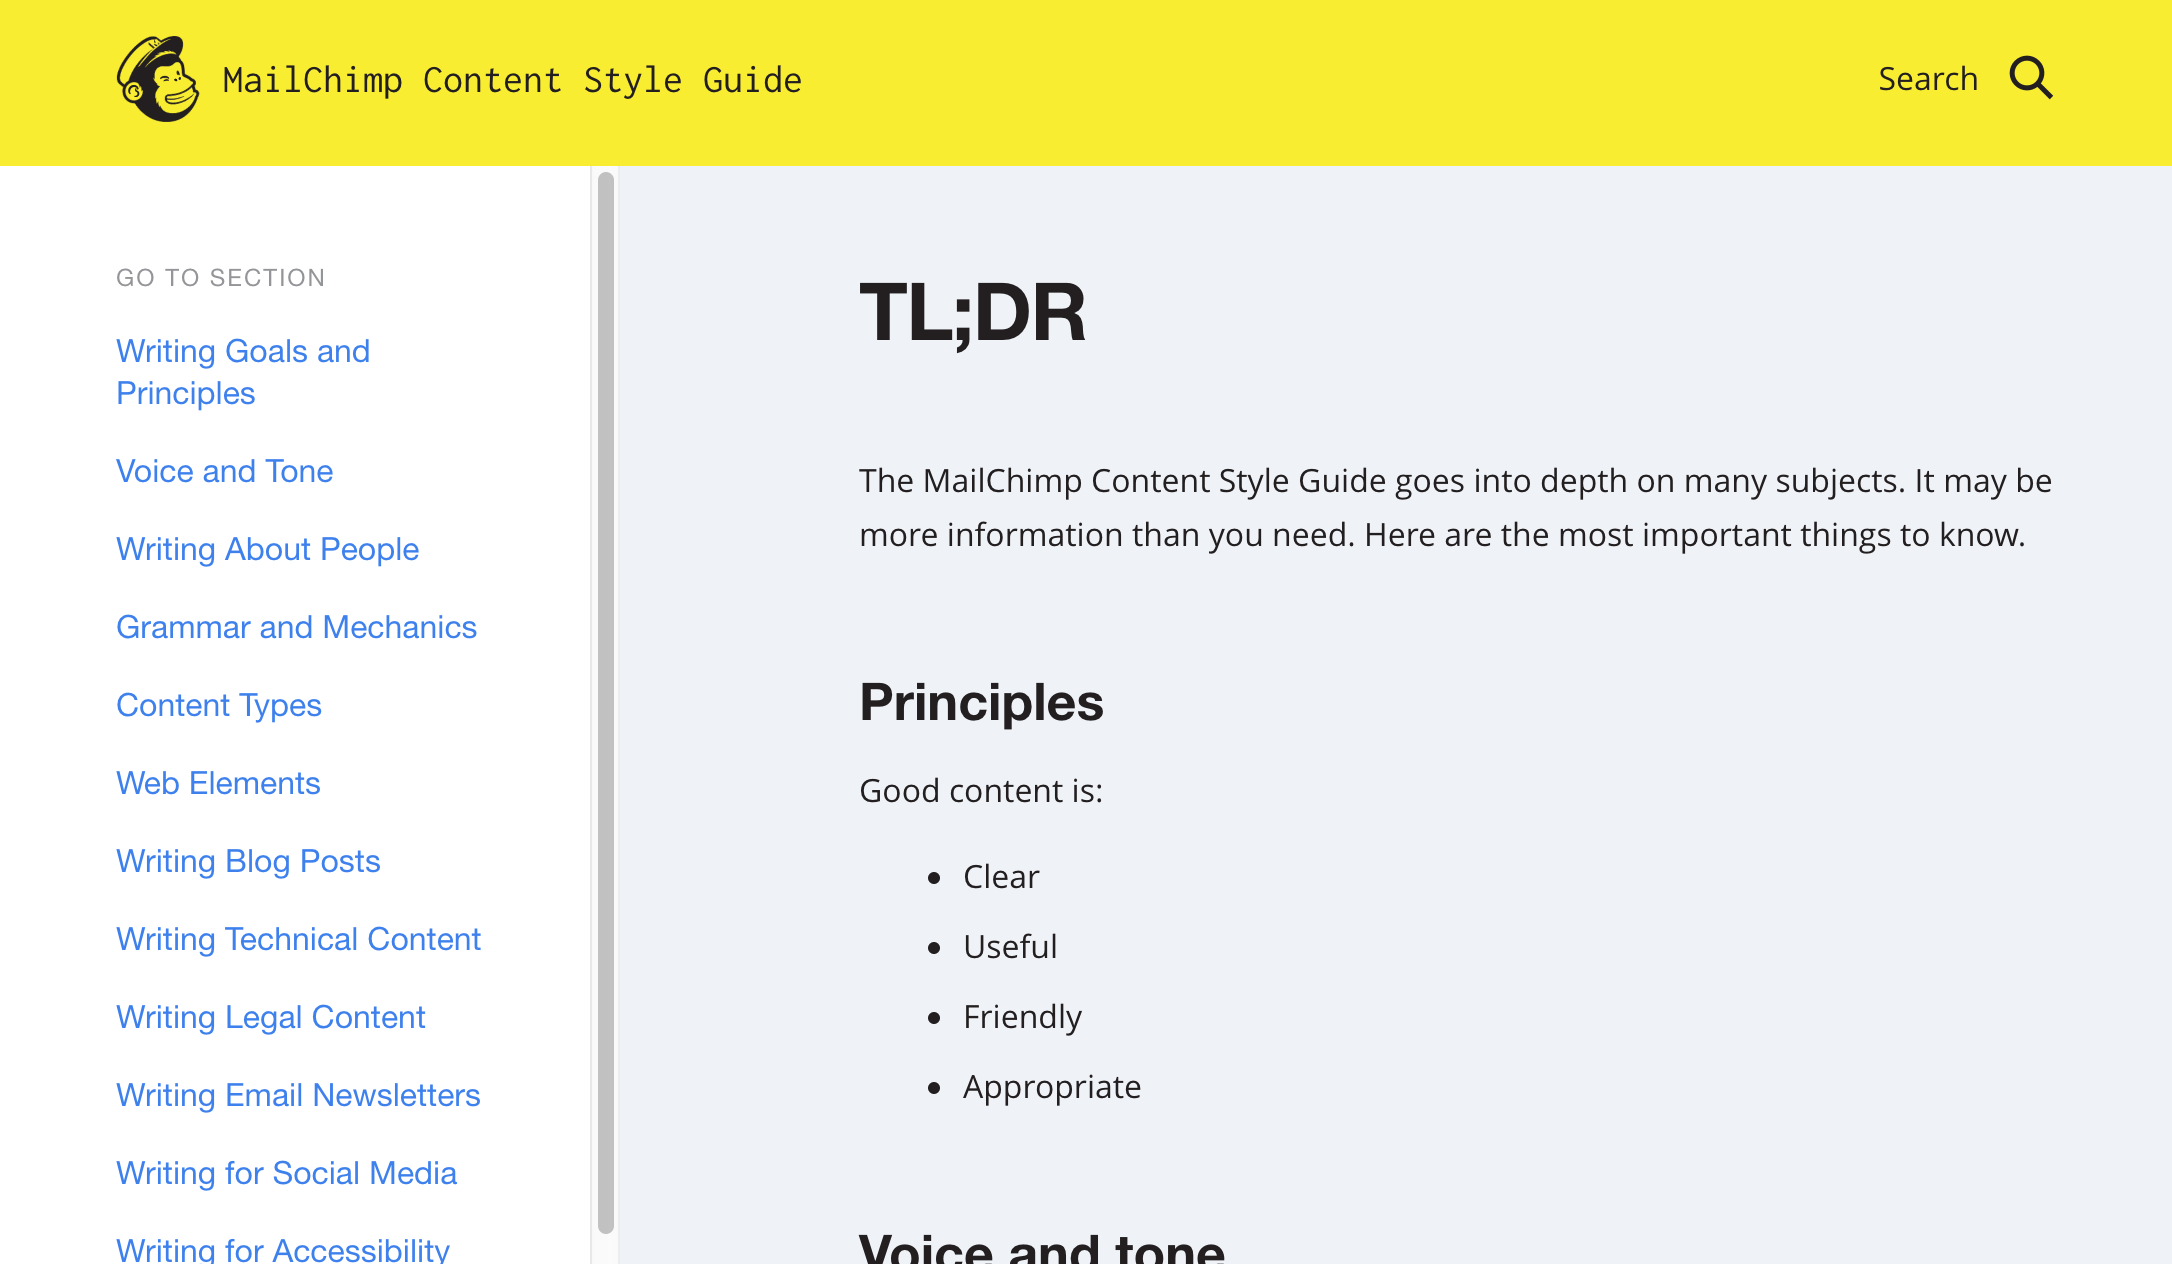 MailChimp Content Style Guide
Search
GO TO SECTION
Writing Goals and
Principles
Voice and Tone
Writing About People
Grammar and Mechanics
Content Types
Web Elements
Writing Blog Posts
Writing Technical Content
Writing Legal Content
Writing Email Newsletters
Writing for Social Media
Writing for Accessibility
TL;DR
The MailChimp Content Style Guide goes into depth on many subjects. It may be
more information than you need. Here are the most important things to know.
Principles
Good content is:
• Clear
• Useful
• Friendly
• Appropriate
Voice and tone